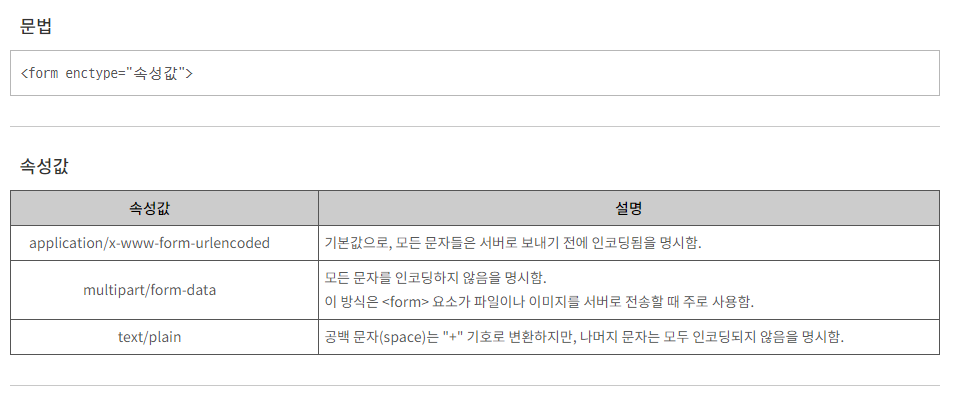 문법
<form enctype="속성값">
속성값
속성값 설명
application/x-www-form-urlencoded 기본값으로, 모든 문자들은 서버로 보내기 전에 인코딩됨을 명시함.
multipart/form-data 모든 문자를 인코딩하지 않음을 명시함.
이 방식은 <form> 요소가 파일이나 이미지를 서버로 전송할 때 주로 사용함.
text/plain 공백 문자(space)는 "+" 기호로 변환하지만, 나머지 문자는 모두 인코딩되지 않음을 명시함.